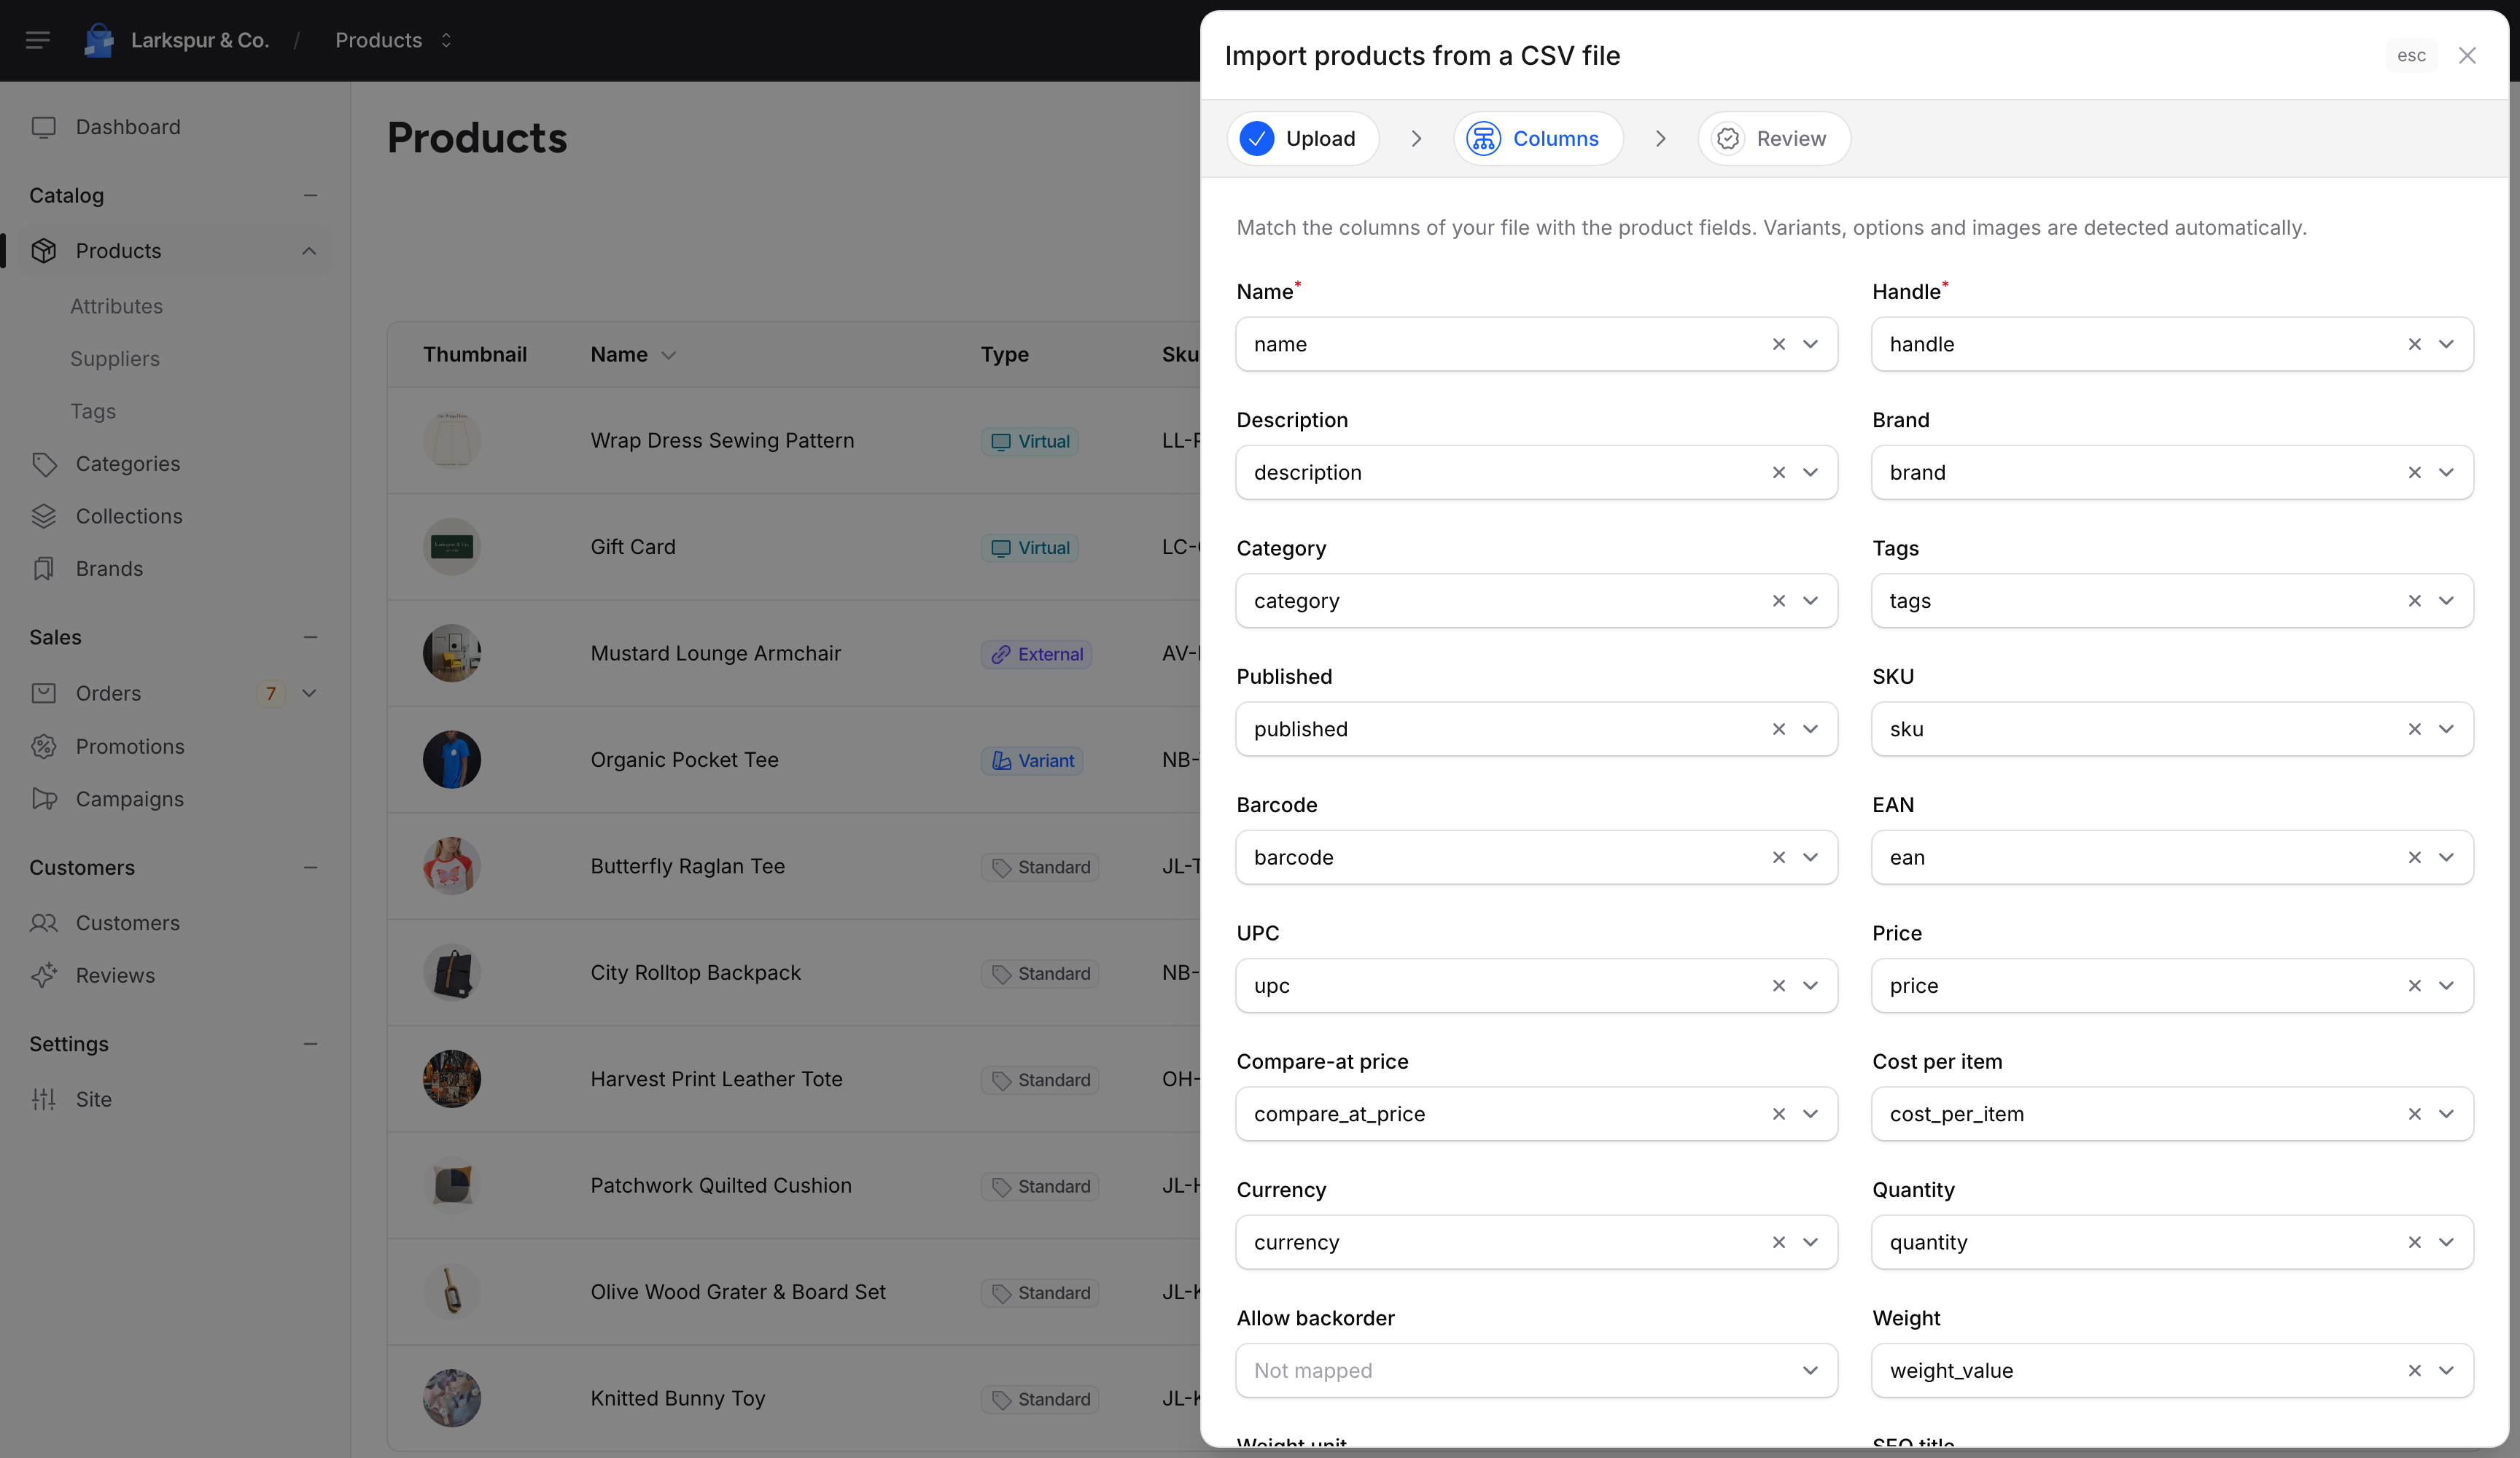 Larkspur & Co. / Products
Dashboard
Catalog
Products
Attributes
Suppliers
Tags
Categories
Collections
Brands
Sales
Orders 7
Promotions
Campaigns
Customers
Customers
Reviews
Settings
Site
Products
Thumbnail Name Type Sku
Wrap Dress Sewing Pattern Virtual
Gift Card Virtual
Mustard Lounge Armchair External
Organic Pocket Tee Variant
Butterfly Raglan Tee Standard
City Rolltop Backpack Standard
Harvest Print Leather Tote Standard
Patchwork Quilted Cushion Standard
Olive Wood Grater & Board Set Standard
Knitted Bunny Toy Standard
Import products from a CSV file esc
Upload Columns Review
Match the columns of your file with the product fields. Variants, options and images are detected automatically.
Name* Handle*
name handle
Description Brand
description brand
Category Tags
category tags
Published SKU
published sku
Barcode EAN
barcode ean
UPC Price
upc price
Compare-at price Cost per item
compare_at_price cost_per_item
Currency Quantity
currency quantity
Allow backorder Weight
Not mapped weight_value
Weight unit SEO title